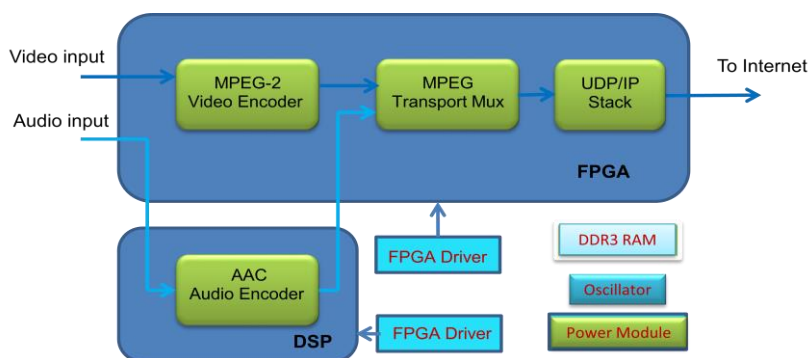 Video input
Audio input
MPEG-2
Video Encoder
MPEG
Transport Mux
UDP/IP
Stack
To Internet
FPGA
AAC
Audio Encoder
DSP
FPGA Driver
FPGA Driver
DDR3 RAM
Oscillator
Power Module